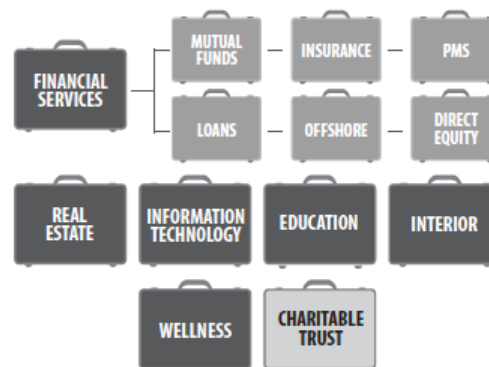 FINANCIAL
SERVICES
MUTUAL
FUNDS
INSURANCE
PMS
LOANS
OFFSHORE
DIRECT
EQUITY
REAL
ESTATE
INFORMATION
TECHNOLOGY
EDUCATION
INTERIOR
WELLNESS
CHARITABLE
TRUST